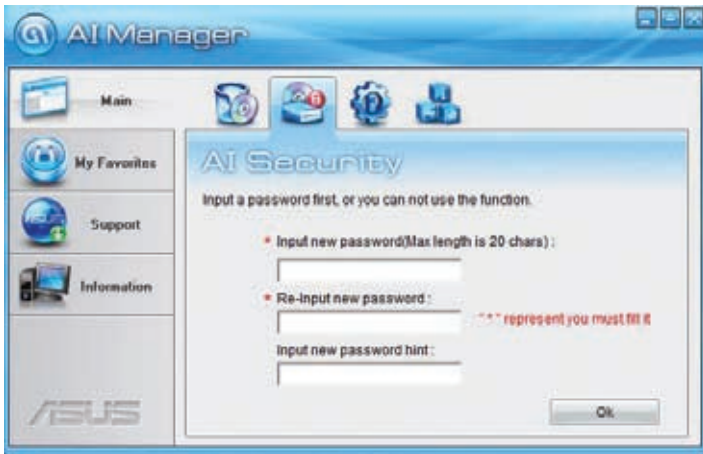 AI Manager
Main
My Favorites
Support
Information
ASUS
AI Security
Input a password first, or you can not use the function.
* Input new password(Max length is 20 chars) :
* Re-input new password :
" * " represent you must fill it
Input new password hint :
Ok